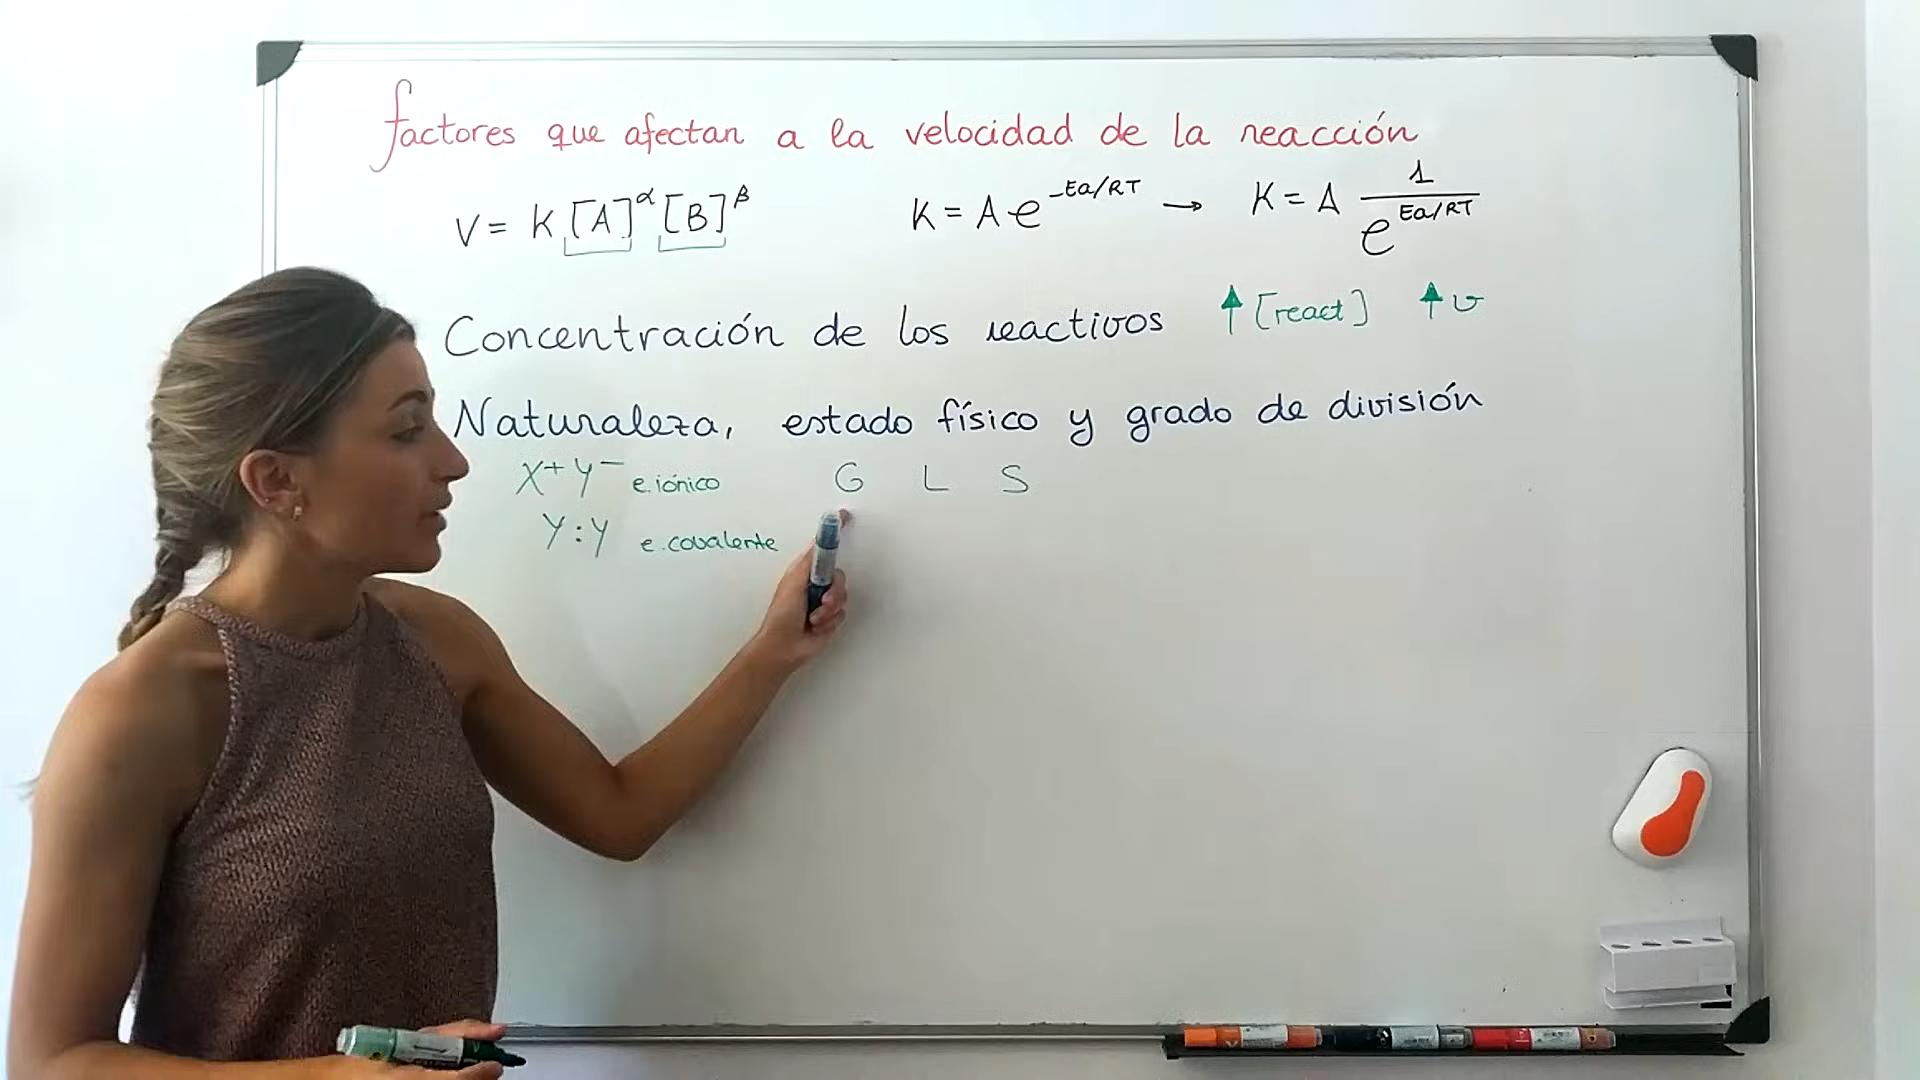 factores que afectan a la velocidad de la reacción
V = K [A]^α [B]^β K = A e^-Ea/RT → K = A 1/e^Ea/RT
Concentración de los reactivos ↑ [react] ↑ v
Naturaleza, estado físico y grado de división
X+ Y− e. iónico G L S
Y : Y e. covalente